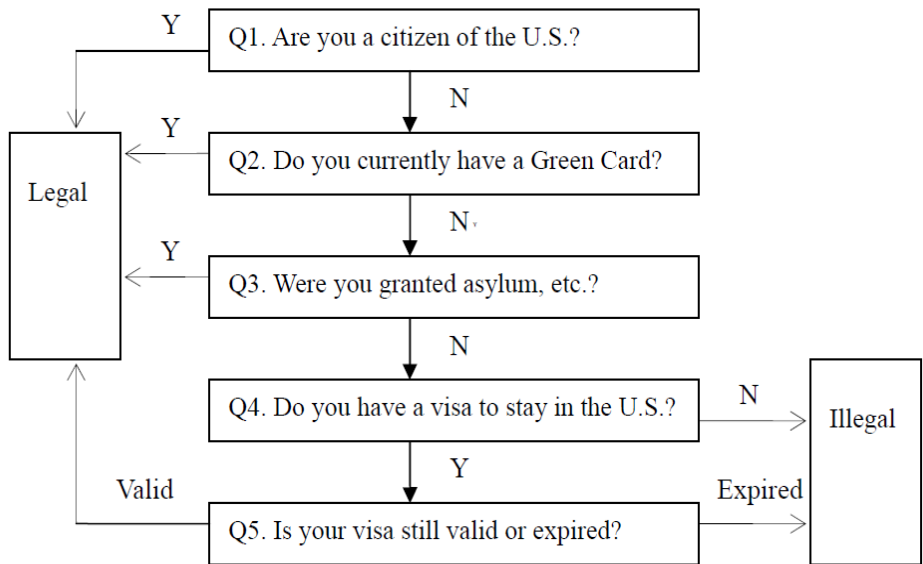 Y
Q1. Are you a citizen of the U.S.?
N
Y
Q2. Do you currently have a Green Card?
Legal
N
Y
Q3. Were you granted asylum, etc.?
N
Q4. Do you have a visa to stay in the U.S.?
N
Illegal
Y
Valid
Expired
Q5. Is your visa still valid or expired?